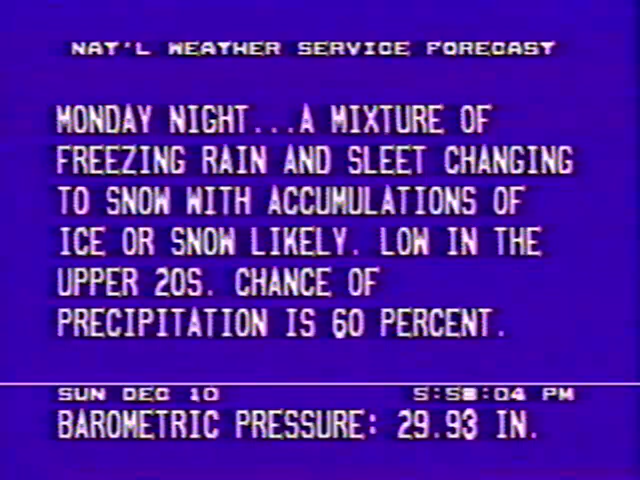 NAT'L WEATHER SERVICE FORECAST
MONDAY NIGHT...A MIXTURE OF
FREEZING RAIN AND SLEET CHANGING
TO SNOW WITH ACCUMULATIONS OF
ICE OR SNOW LIKELY. LOW IN THE
UPPER 20S. CHANCE OF
PRECIPITATION IS 60 PERCENT.
SUN DEC 10 5:58:04 PM
BAROMETRIC PRESSURE: 29.93 IN.